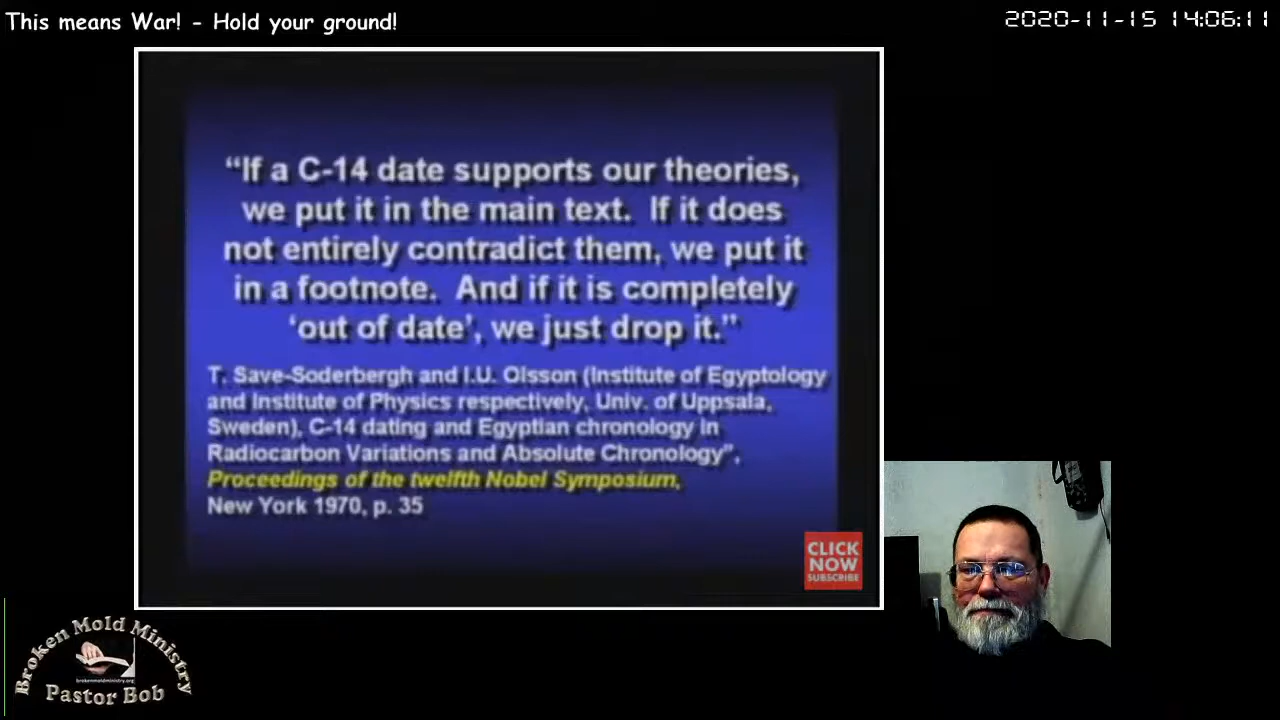 This means War! - Hold your ground!
2020-11-15 14:06:11
“If a C-14 date supports our theories,
we put it in the main text. If it does
not entirely contradict them, we put it
in a footnote. And if it is completely
‘out of date’, we just drop it.”
T. Save-Soderbergh and I.U. Olsson (Institute of Egyptology
and Institute of Physics respectively, Univ. of Uppsala,
Sweden), C-14 dating and Egyptian chronology in
Radiocarbon Variations and Absolute Chronology”,
Proceedings of the twelfth Nobel Symposium,
New York 1970, p. 35
CLICK
NOW
SUBSCRIBE
Broken Mold Ministry
brokenmoldministry.org
Pastor Bob